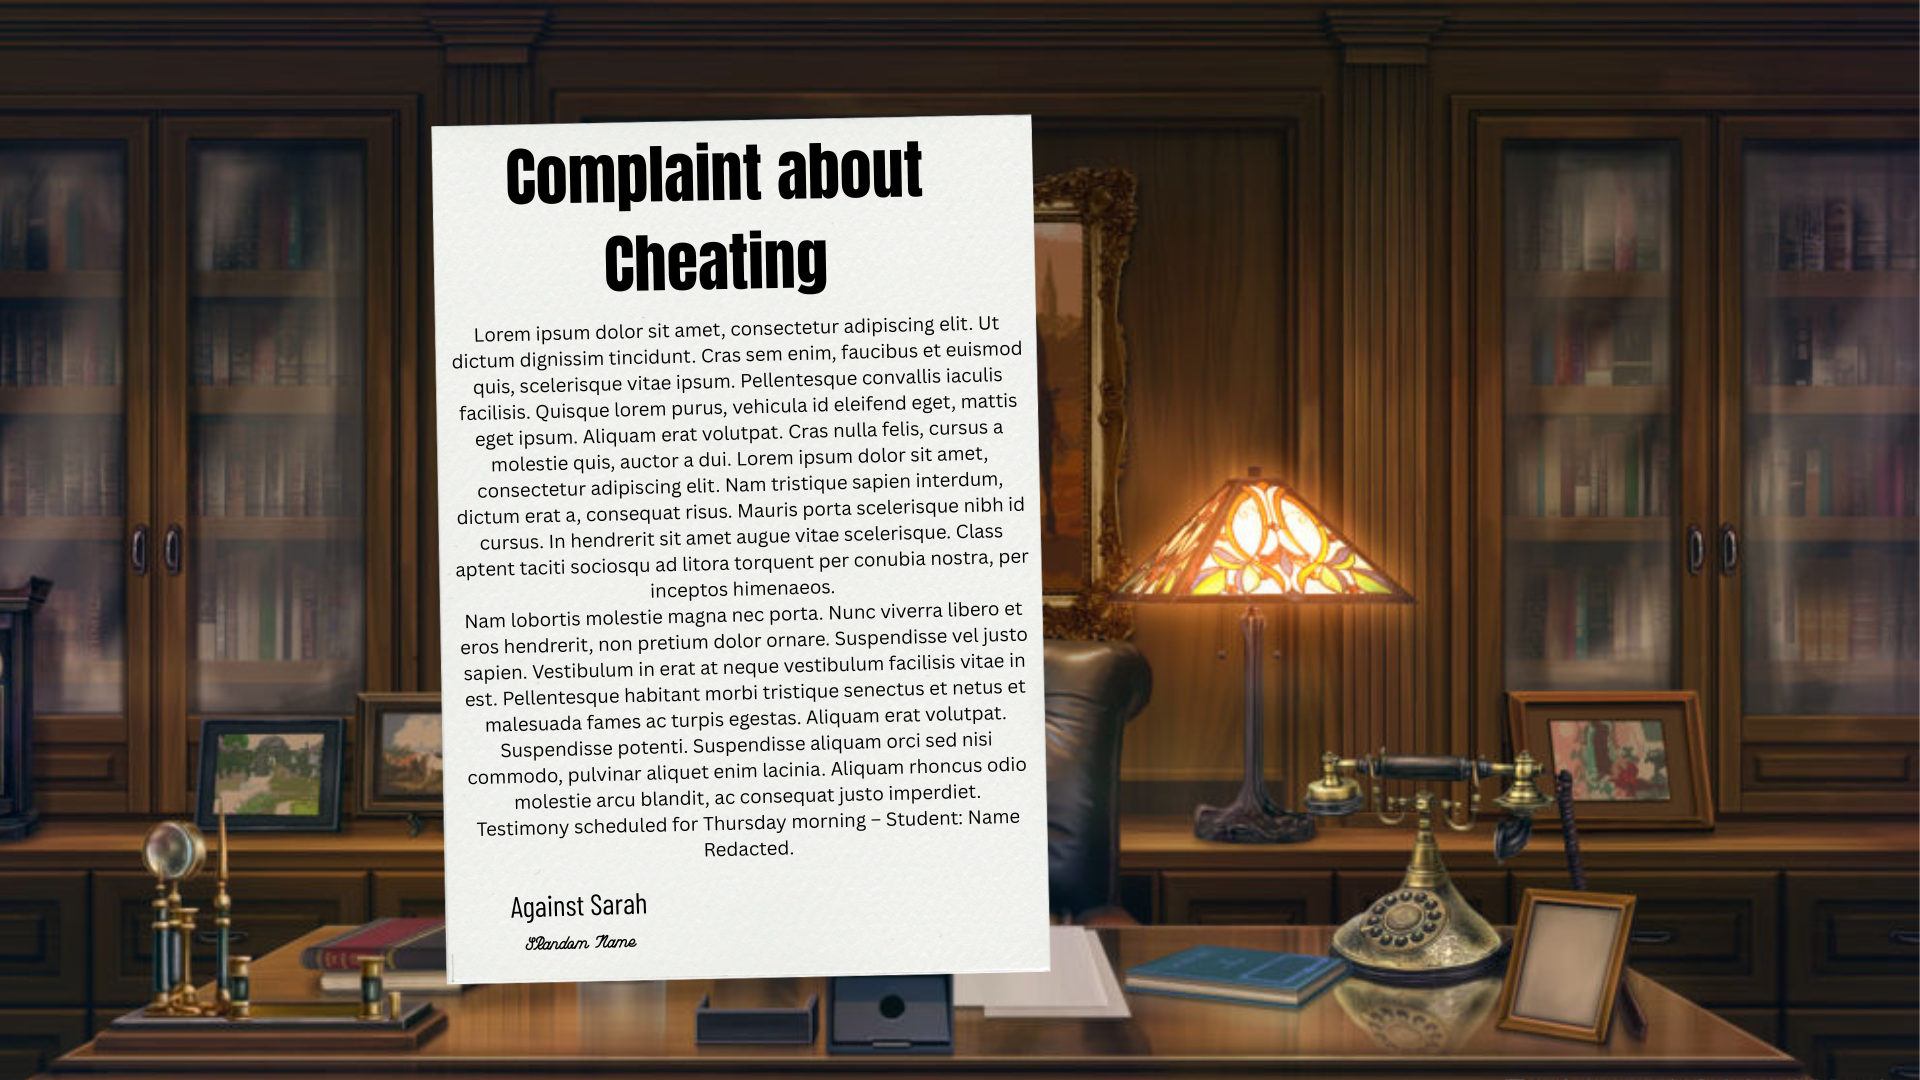 Complaint about
Cheating
Lorem ipsum dolor sit amet, consectetur adipiscing elit. Ut
dictum dignissim tincidunt. Cras sem enim, faucibus et euismod
quis, scelerisque vitae ipsum. Pellentesque convallis iaculis
facilisis. Quisque lorem purus, vehicula id eleifend eget, mattis
eget ipsum. Aliquam erat volutpat. Cras nulla felis, cursus a
molestie quis, auctor a dui. Lorem ipsum dolor sit amet,
consectetur adipiscing elit. Nam tristique sapien interdum,
dictum erat a, consequat risus. Mauris porta scelerisque nibh id
cursus. In hendrerit sit amet augue vitae scelerisque. Class
aptent taciti sociosqu ad litora torquent per conubia nostra, per
inceptos himenaeos.
Nam lobortis molestie magna nec porta. Nunc viverra libero et
eros hendrerit, non pretium dolor ornare. Suspendisse vel justo
sapien. Vestibulum in erat at neque vestibulum facilisis vitae in
est. Pellentesque habitant morbi tristique senectus et netus et
malesuada fames ac turpis egestas. Aliquam erat volutpat.
Suspendisse potenti. Suspendisse aliquam orci sed nisi
commodo, pulvinar aliquet enim lacinia. Aliquam rhoncus odio
molestie arcu blandit, ac consequat justo imperdiet.
Testimony scheduled for Thursday morning – Student: Name
Redacted.
Against Sarah
Random Name